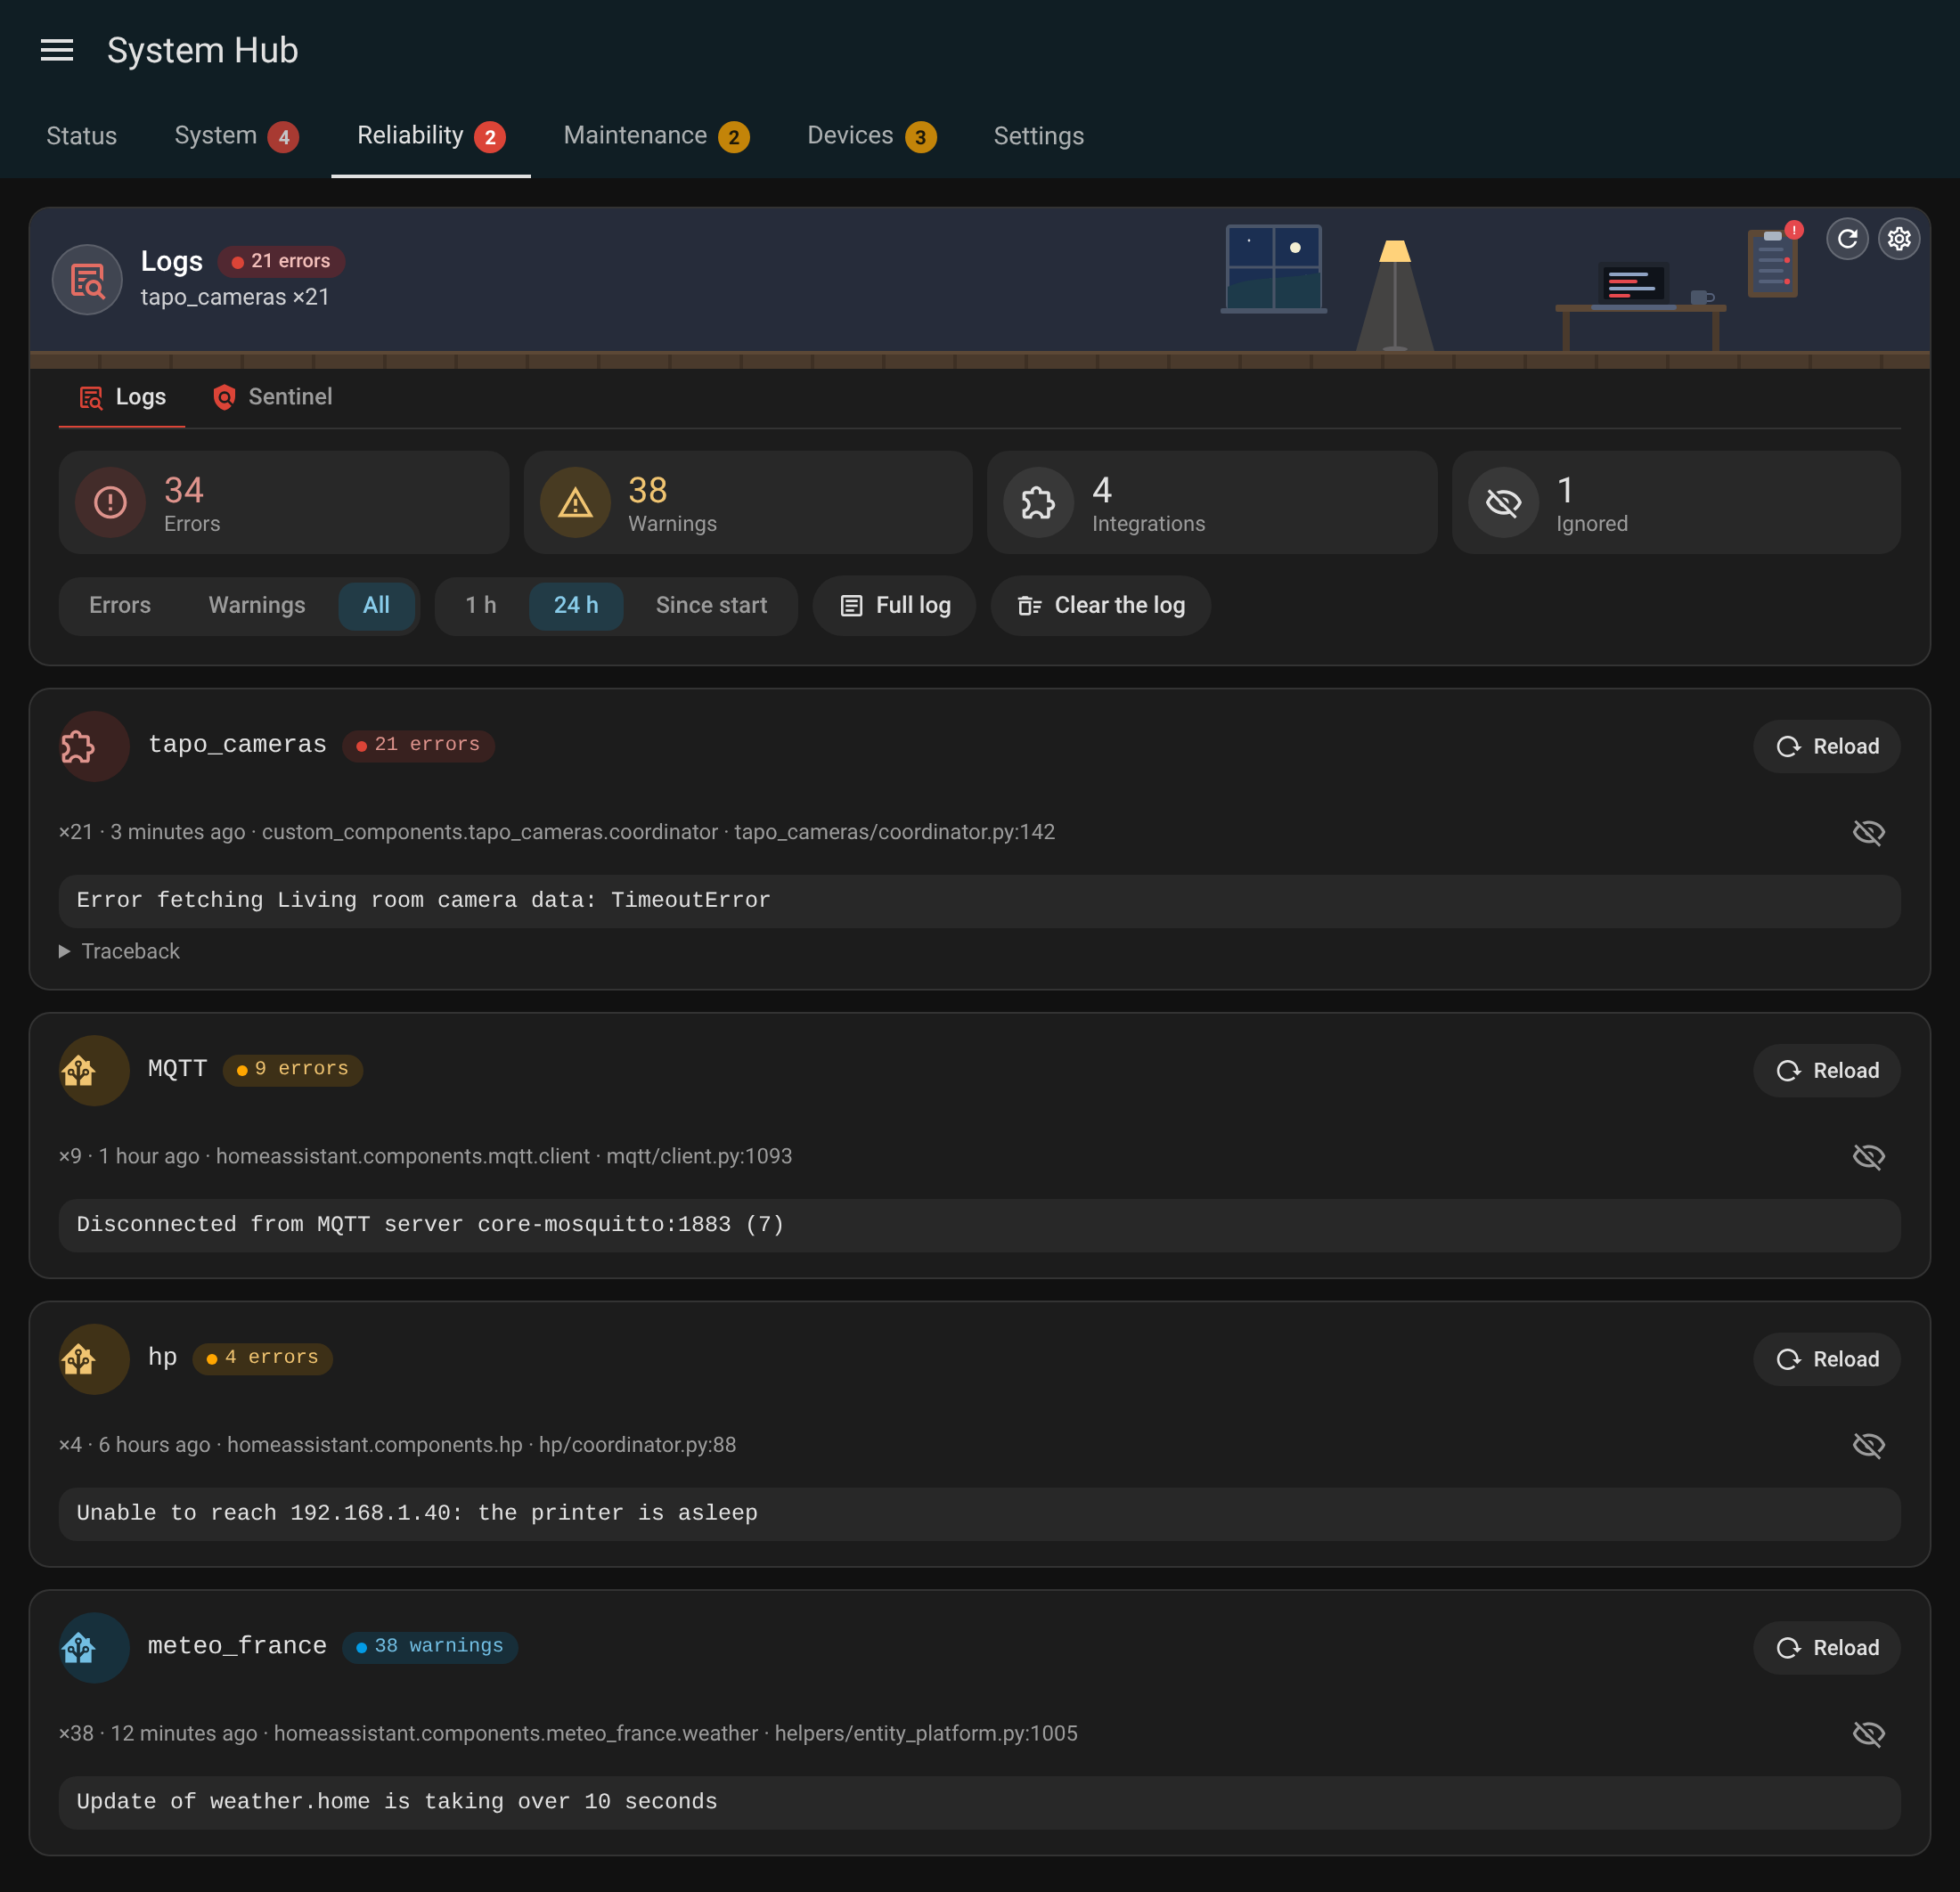 System Hub
Status
System 4
Reliability 2
Maintenance 2
Devices 3
Settings
Logs 21 errors
tapo_cameras ×21
!
Logs
Sentinel
34
Errors
38
Warnings
4
Integrations
1
Ignored
Errors
Warnings
All
1 h
24 h
Since start
Full log
Clear the log
tapo_cameras 21 errors
Reload
×21 · 3 minutes ago · custom_components.tapo_cameras.coordinator · tapo_cameras/coordinator.py:142
Error fetching Living room camera data: TimeoutError
Traceback
MQTT 9 errors
Reload
×9 · 1 hour ago · homeassistant.components.mqtt.client · mqtt/client.py:1093
Disconnected from MQTT server core-mosquitto:1883 (7)
hp 4 errors
Reload
×4 · 6 hours ago · homeassistant.components.hp · hp/coordinator.py:88
Unable to reach 192.168.1.40: the printer is asleep
meteo_france 38 warnings
Reload
×38 · 12 minutes ago · homeassistant.components.meteo_france.weather · helpers/entity_platform.py:1005
Update of weather.home is taking over 10 seconds